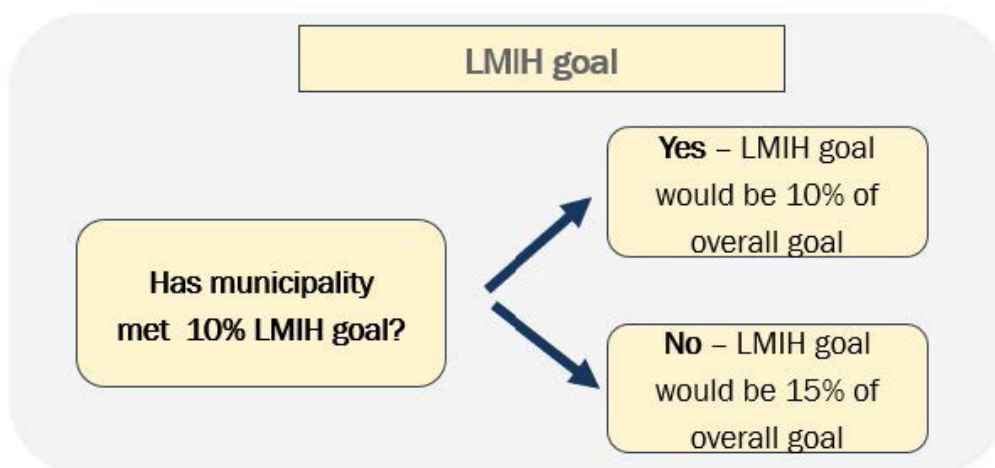 LMIH goal
Has municipality
met 10% LMIH goal?
Yes – LMIH goal
would be 10% of
overall goal
No – LMIH goal
would be 15% of
overall goal